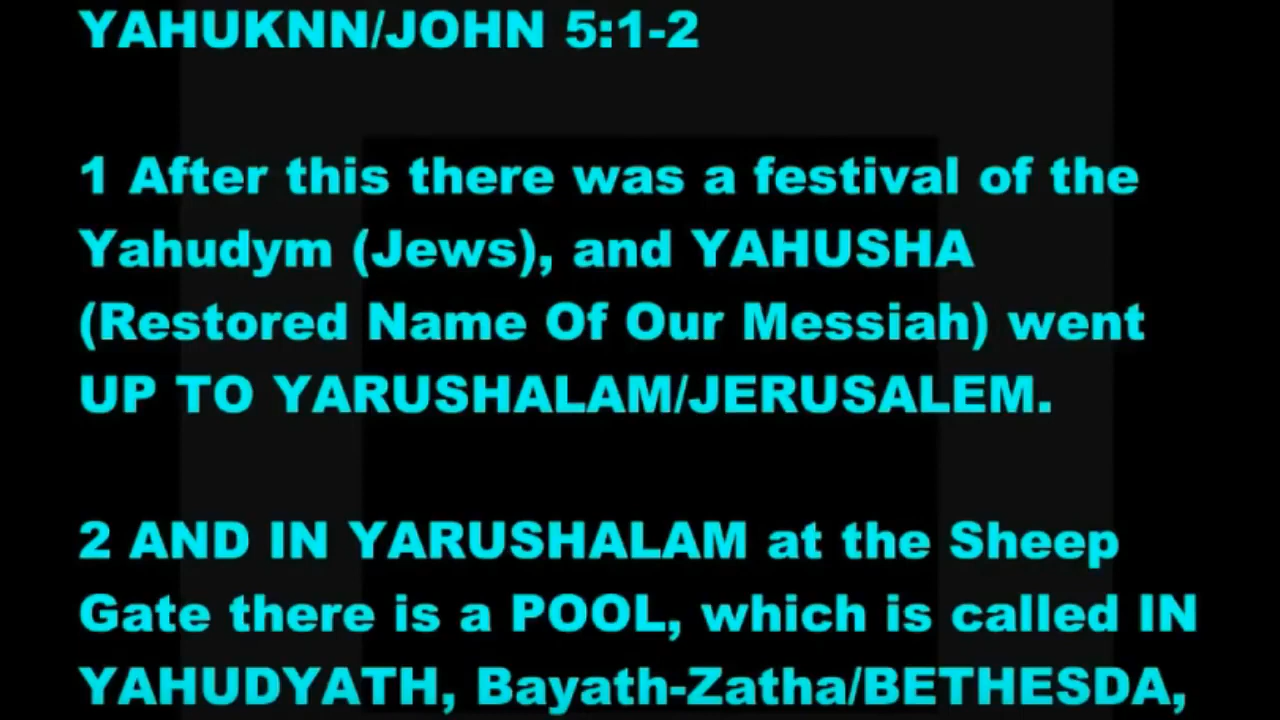 YAHUKNN/JOHN 5:1-2
1 After this there was a festival of the
Yahudym (Jews), and YAHUSHA
(Restored Name Of Our Messiah) went
UP TO YARUSHALAM/JERUSALEM.
2 AND IN YARUSHALAM at the Sheep
Gate there is a POOL, which is called IN
YAHUDYATH, Bayath-Zatha/BETHESDA,